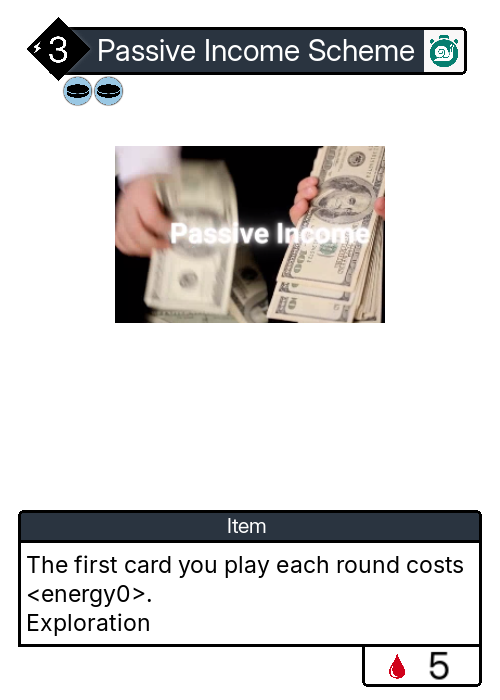 3 Passive Income Scheme
Passive Income
Item
The first card you play each round costs
<energy0>.
Exploration
5